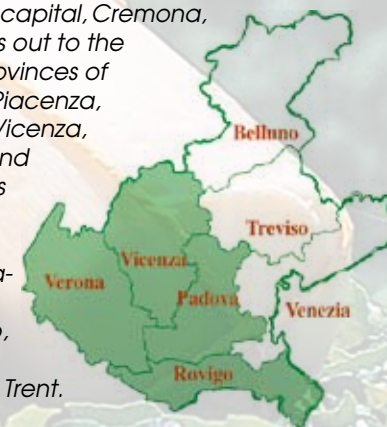 capital, Cremona,
s out to the
ovinces of
Piacenza,
Vicenza,
nd
s
a-
o,
Trent.
Belluno
Treviso
Vicenza
Verona
Padova
Venezia
Rovigo